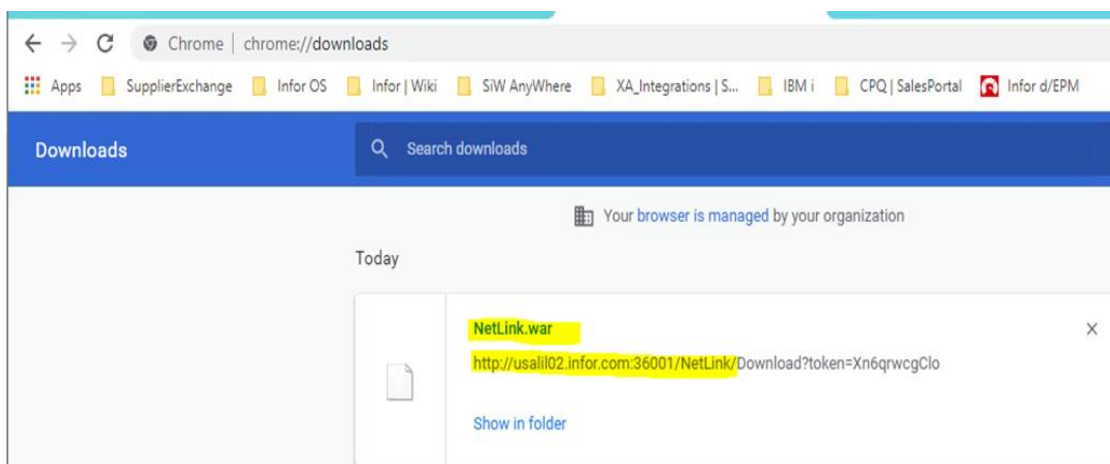 Chrome | chrome://downloads
Apps SupplierExchange Infor OS Infor | Wiki SiW AnyWhere XA_Integrations | S... IBM i CPQ | SalesPortal Infor d/EPM
Downloads Search downloads
Your browser is managed by your organization
Today
NetLink.war
http://usalil02.infor.com:36001/NetLink/Download?token=Xn6qrwcgClo
Show in folder